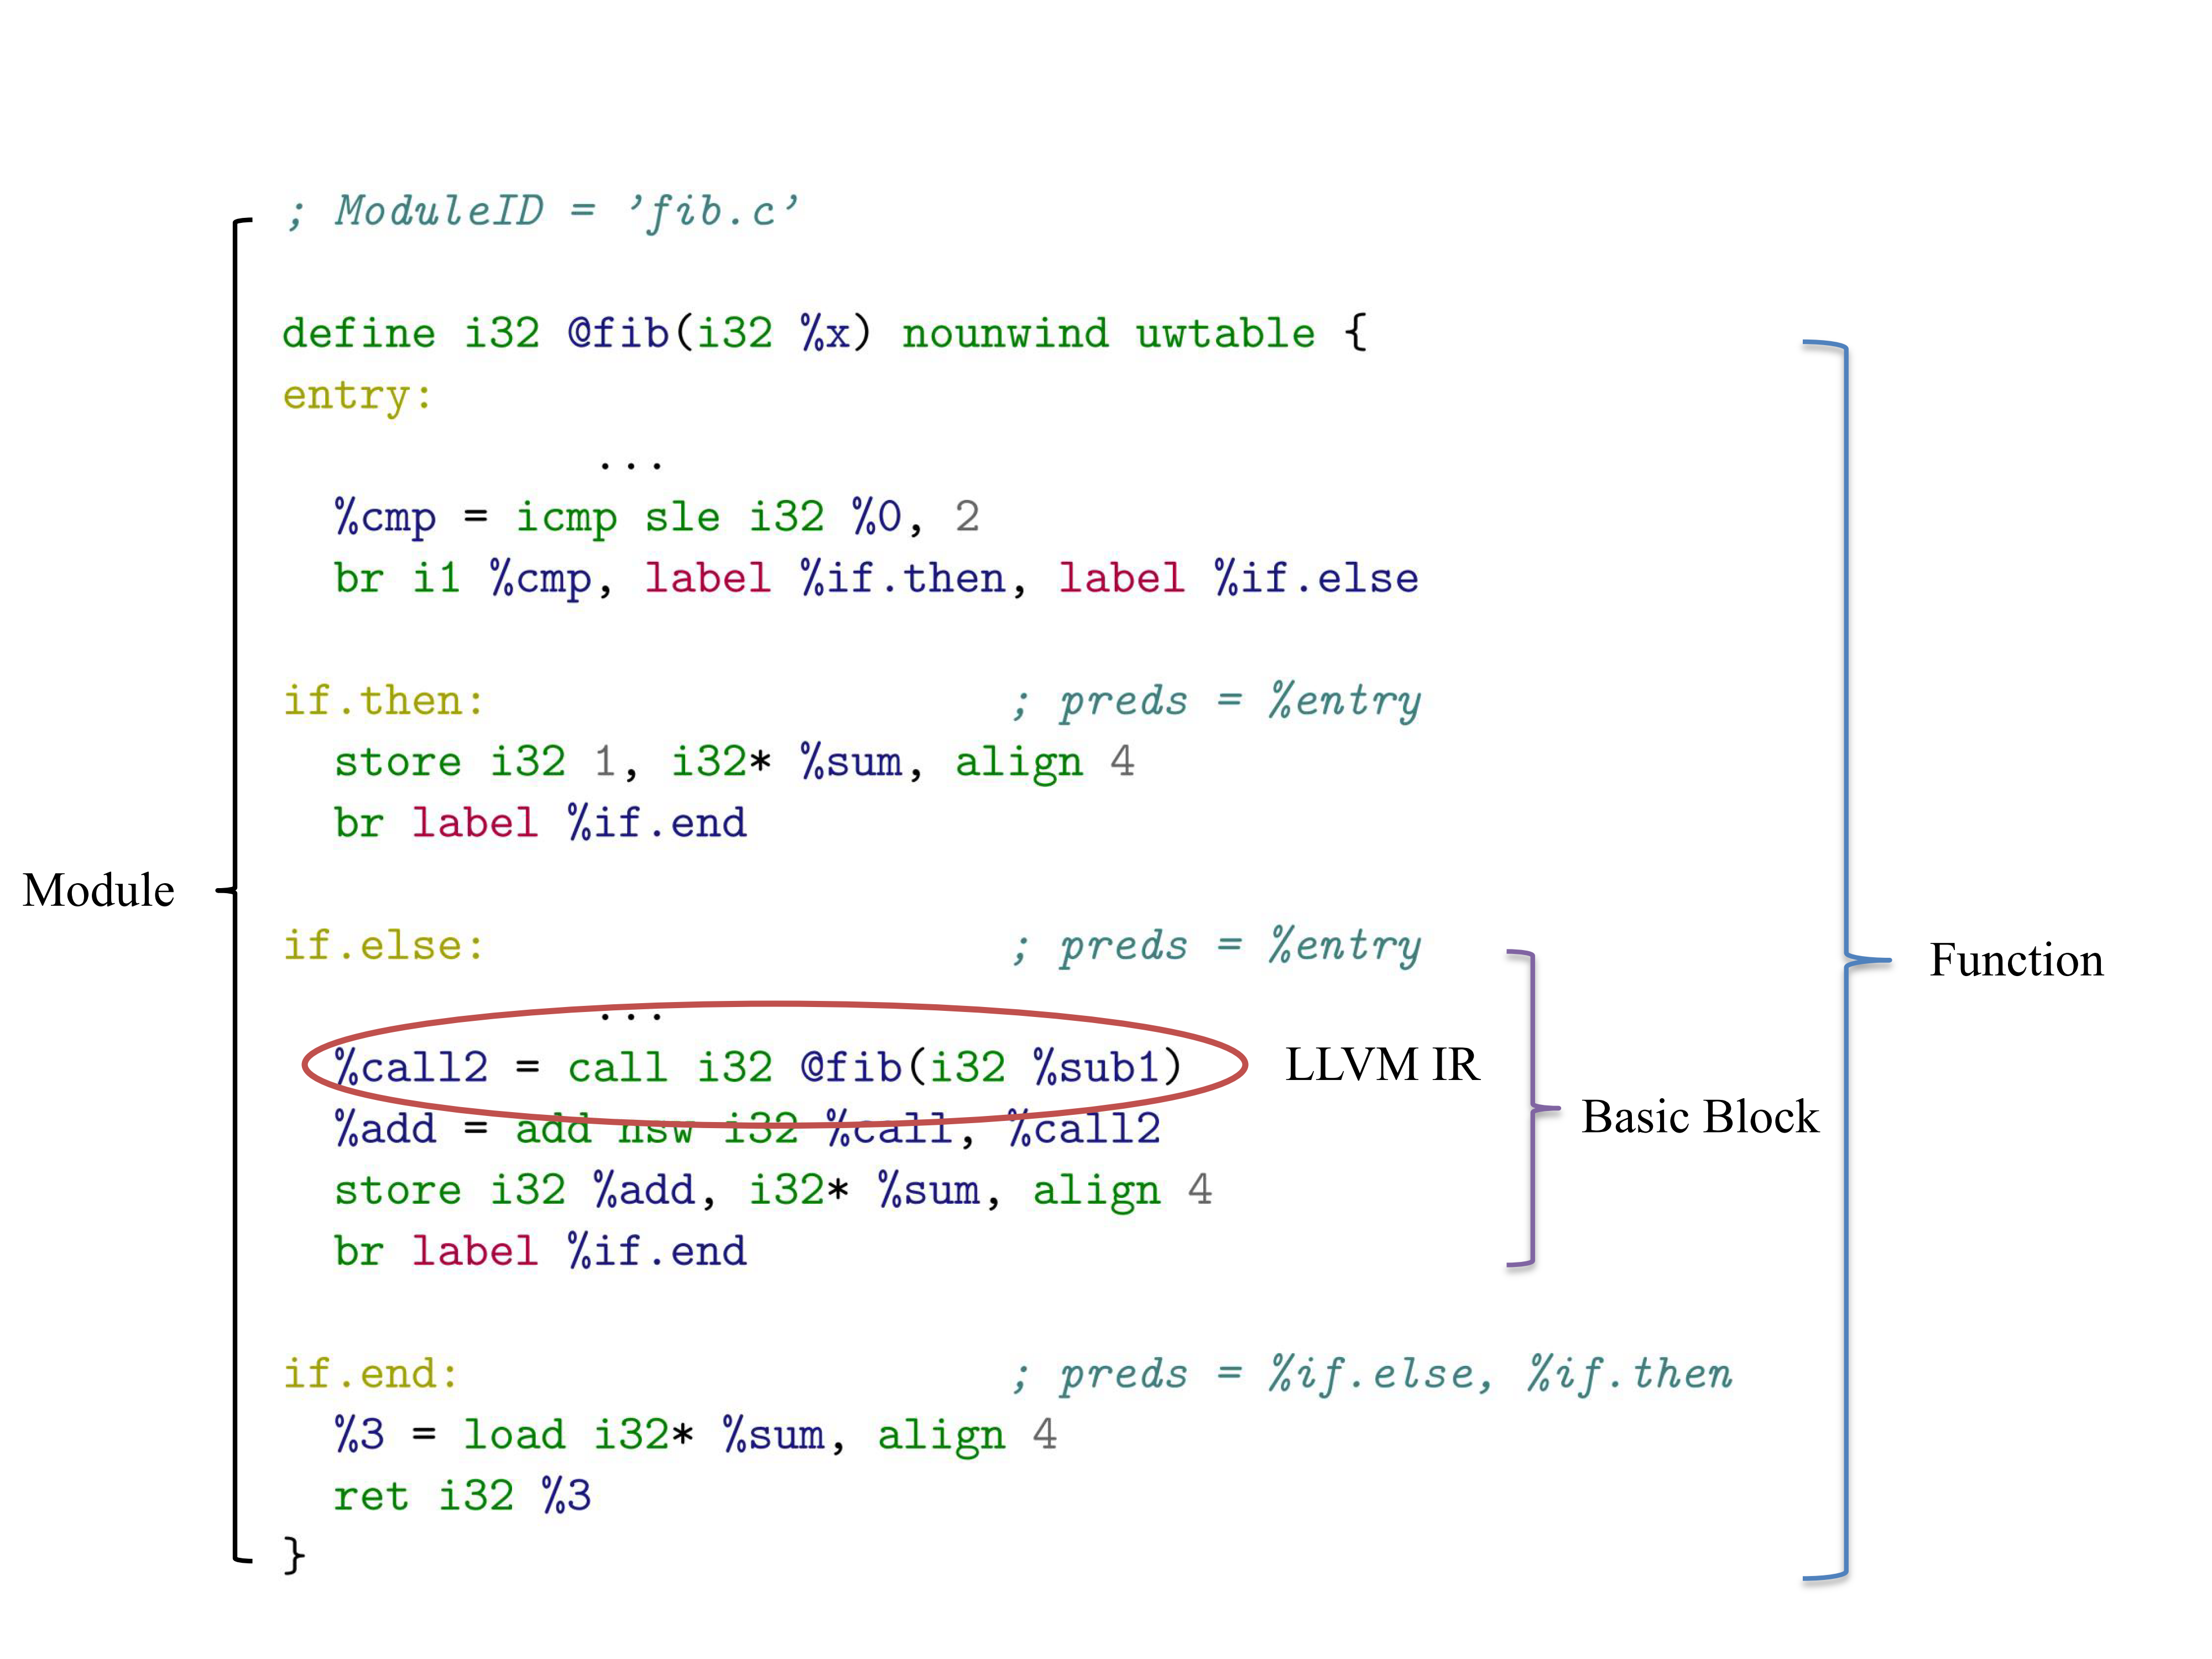 ; ModuleID = 'fib.c'
define i32 @fib(i32 %x) nounwind uwtable {
entry:
...
%cmp = icmp sle i32 %0, 2
br i1 %cmp, label %if.then, label %if.else
if.then: ; preds = %entry
store i32 1, i32* %sum, align 4
br label %if.end
Module
if.else: ; preds = %entry
Function
...
%call2 = call i32 @fib(i32 %sub1)
LLVM IR
Basic Block
%add = add nsw i32 %call, %call2
store i32 %add, i32* %sum, align 4
br label %if.end
if.end: ; preds = %if.else, %if.then
%3 = load i32* %sum, align 4
ret i32 %3
}